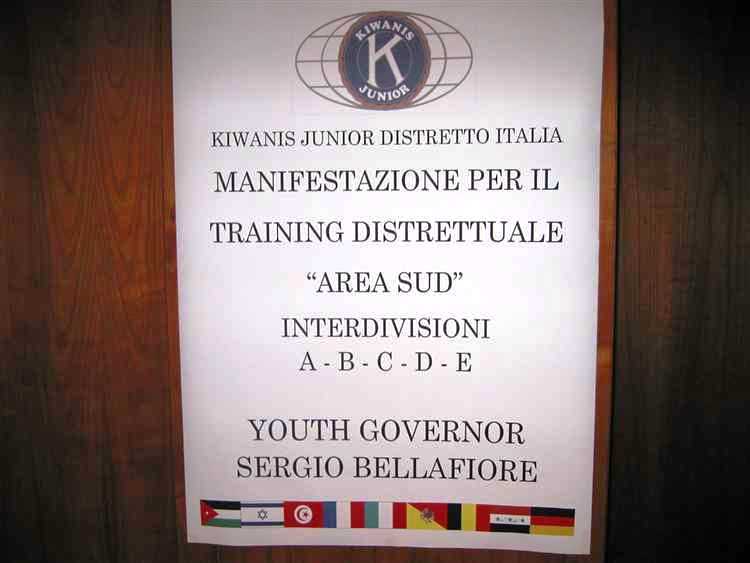 KIWANIS
K
JUNIOR
KIWANIS JUNIOR DISTRETTO ITALIA
MANIFESTAZIONE PER IL
TRAINING DISTRETTUALE
“AREA SUD”
INTERDIVISIONI
A - B - C - D - E
YOUTH GOVERNOR
SERGIO BELLAFIORE